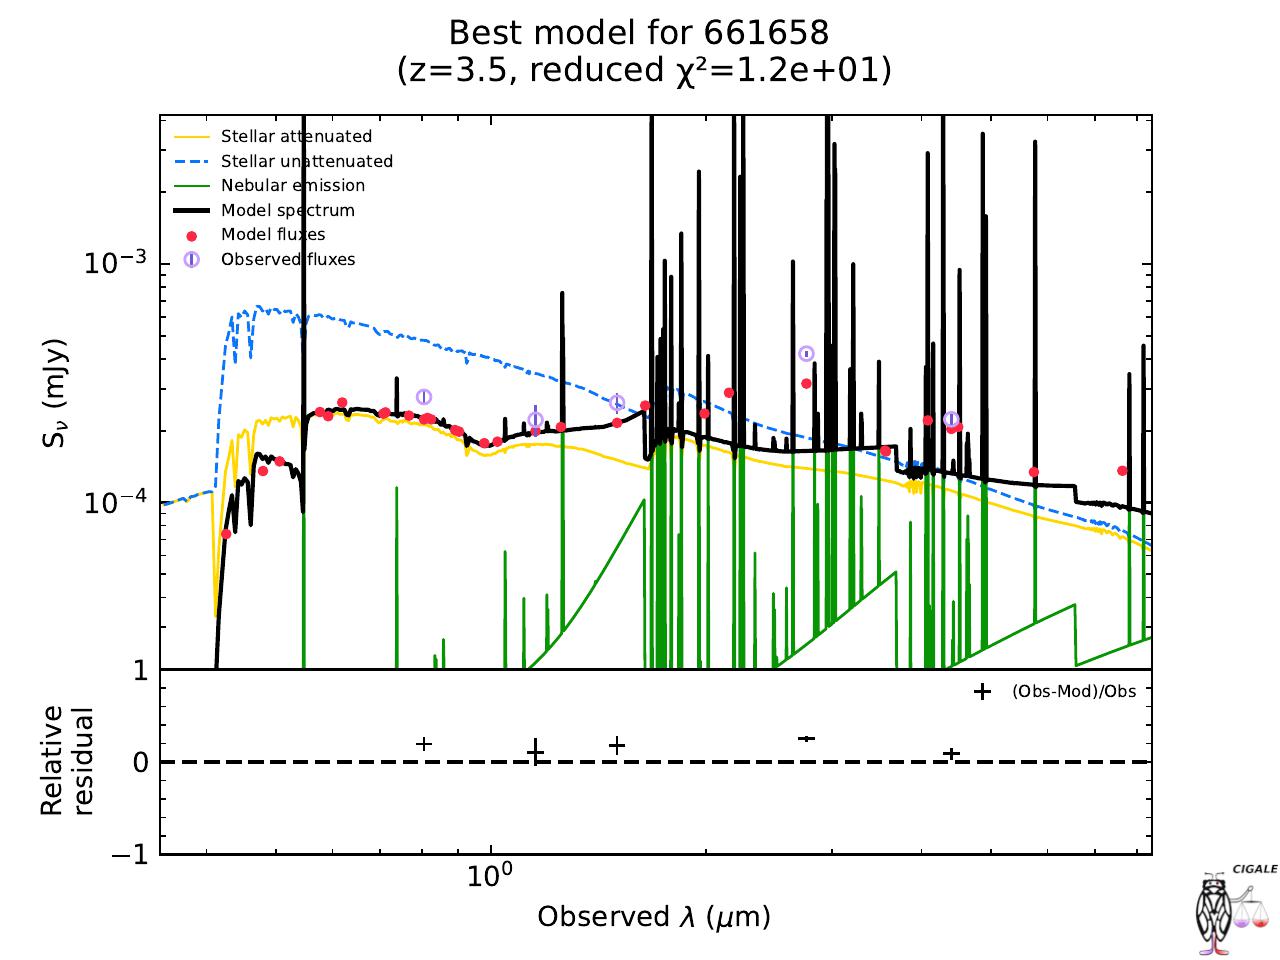 Best model for 661658
(z=3.5, reduced χ²=1.2e+01)
Stellar attenuated
Stellar unattenuated
Nebular emission
Model spectrum
Model fluxes
Observed fluxes
10⁻³
10⁻⁴
S_ν (mJy)
1
0
−1
Relative
residual
(Obs-Mod)/Obs
10⁰
Observed λ (μm)
CIGALE